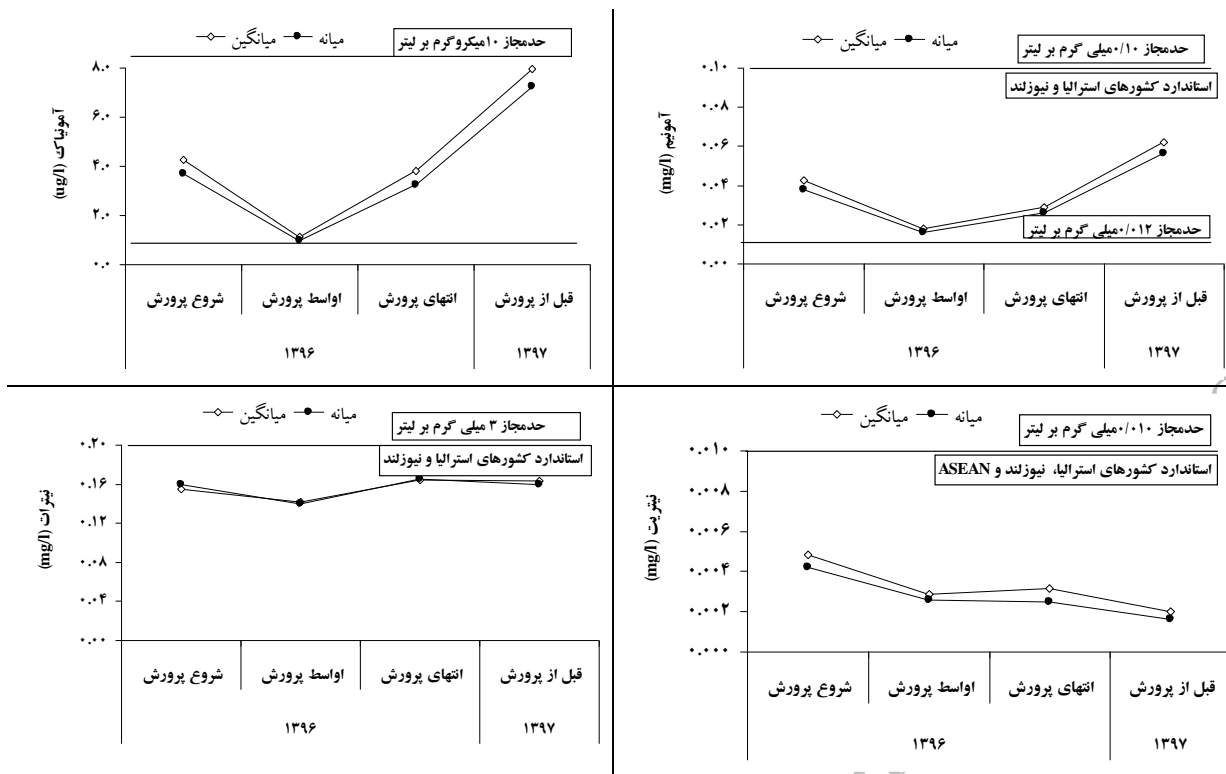 حدمجاز ۱۰میکروگرم بر لیتر
میانگین میانه
آمونیاک (ug/l)
۸.۰
۶.۰
۴.۰
۲.۰
۰.۰
شروع پرورش اواسط پرورش انتهای پرورش قبل از پرورش
۱۳۹۶ ۱۳۹۷
حدمجاز ۰/۱۰میلی گرم بر لیتر
میانگین میانه
استاندارد کشورهای استرالیا و نیوزلند
آمونیم (mg/l)
۰.۱۰
۰.۰۸
۰.۰۶
۰.۰۴
۰.۰۲
۰.۰۰
حدمجاز ۰/۰۱۲میلی گرم بر لیتر
شروع پرورش اواسط پرورش انتهای پرورش قبل از پرورش
۱۳۹۶ ۱۳۹۷
میانگین میانه
حدمجاز ۳ میلی گرم بر لیتر
استاندارد کشورهای استرالیا و نیوزلند
نیترات (mg/l)
۰.۲۰
۰.۱۶
۰.۱۲
۰.۰۸
۰.۰۴
۰.۰۰
شروع پرورش اواسط پرورش انتهای پرورش قبل از پرورش
۱۳۹۶ ۱۳۹۷
میانگین میانه
حدمجاز ۰/۰۱۰میلی گرم بر لیتر
استاندارد کشورهای استرالیا، نیوزلند و ASEAN
نیتریت (mg/l)
۰.۰۱۰
۰.۰۰۸
۰.۰۰۶
۰.۰۰۴
۰.۰۰۲
۰.۰۰۰
شروع پرورش اواسط پرورش انتهای پرورش قبل از پرورش
۱۳۹۶ ۱۳۹۷